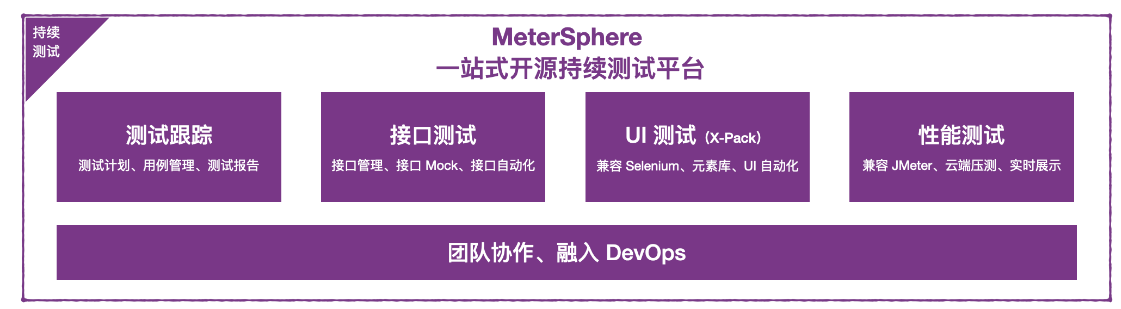 持续
测试
MeterSphere
一站式开源持续测试平台
测试跟踪
测试计划、用例管理、测试报告
接口测试
接口管理、接口 Mock、接口自动化
UI 测试（X-Pack）
兼容 Selenium、元素库、UI 自动化
性能测试
兼容 JMeter、云端压测、实时展示
团队协作、融入 DevOps